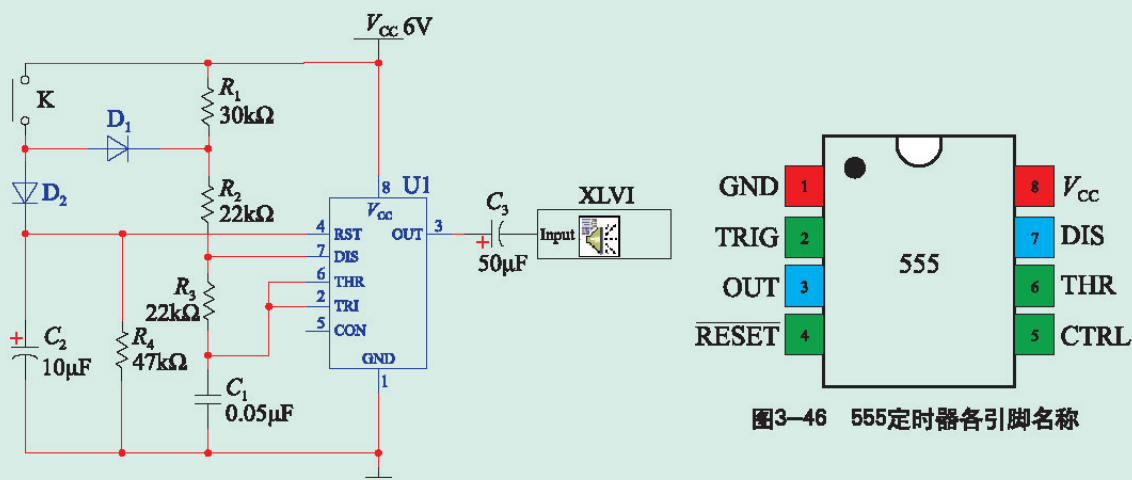 VCC 6V
K
R1
30kΩ
D1
D2
R2
22kΩ
8
U1
VCC
4
RST
OUT
3
7
DIS
6
THR
2
TRI
5
CON
GND
1
C3
50μF
XLVI
Input
R3
22kΩ
C2
10μF
R4
47kΩ
C1
0.05μF
GND
1
8
VCC
TRIG
2
7
DIS
555
OUT
3
6
THR
RESET
4
5
CTRL
图3—46 555定时器各引脚名称